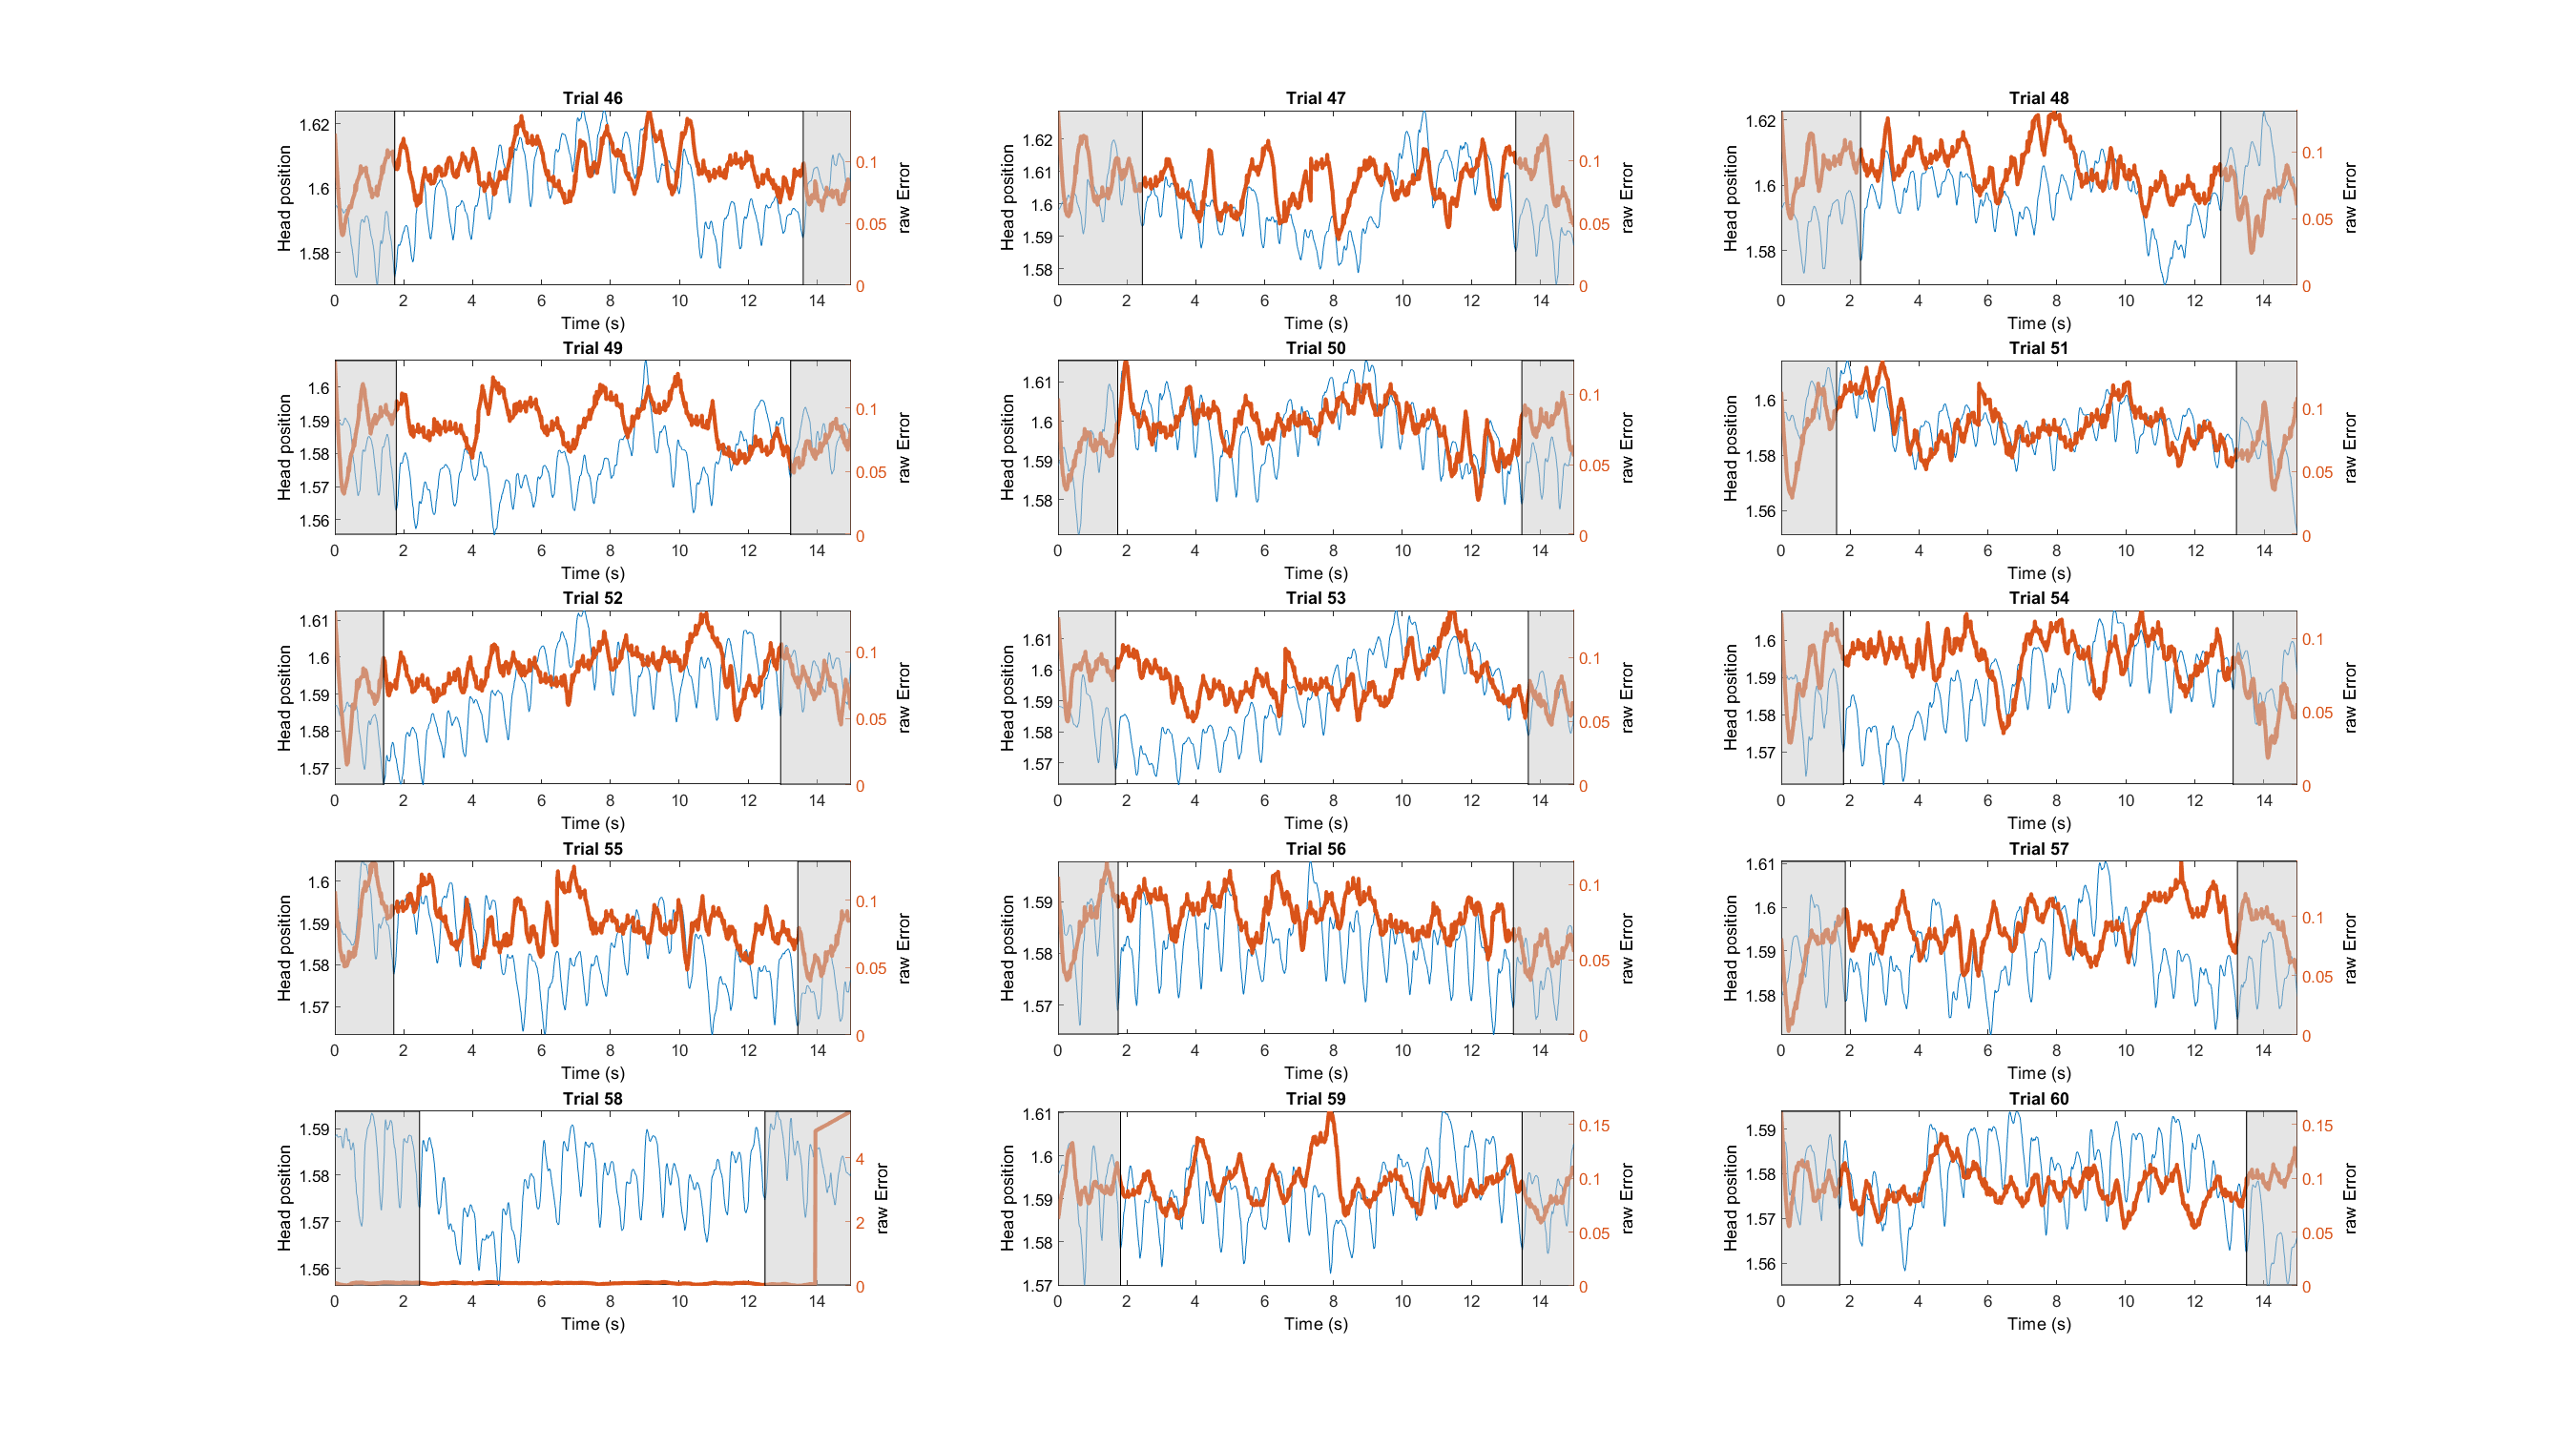 Trial 46
Trial 47
Trial 48
1.62
1.6
1.58
Head position
0.1
0.05
0
raw Error
0 2 4 6 8 10 12 14
Time (s)
1.62
1.61
1.6
1.59
1.58
Head position
0.1
0.05
0
raw Error
0 2 4 6 8 10 12 14
Time (s)
1.62
1.6
1.58
Head position
0.1
0.05
0
raw Error
0 2 4 6 8 10 12 14
Time (s)
Trial 49
Trial 50
Trial 51
1.6
1.59
1.58
1.57
1.56
Head position
0.1
0.05
0
raw Error
0 2 4 6 8 10 12 14
Time (s)
1.61
1.6
1.59
1.58
Head position
0.1
0.05
0
raw Error
0 2 4 6 8 10 12 14
Time (s)
1.6
1.58
1.56
Head position
0.1
0.05
0
raw Error
0 2 4 6 8 10 12 14
Time (s)
Trial 52
Trial 53
Trial 54
1.61
1.6
1.59
1.58
1.57
Head position
0.1
0.05
0
raw Error
0 2 4 6 8 10 12 14
Time (s)
1.61
1.6
1.59
1.58
1.57
Head position
0.1
0.05
0
raw Error
0 2 4 6 8 10 12 14
Time (s)
1.6
1.59
1.58
1.57
Head position
0.1
0.05
0
raw Error
0 2 4 6 8 10 12 14
Time (s)
Trial 55
Trial 56
Trial 57
1.6
1.59
1.58
1.57
Head position
0.1
0.05
0
raw Error
0 2 4 6 8 10 12 14
Time (s)
1.59
1.58
1.57
Head position
0.1
0.05
0
raw Error
0 2 4 6 8 10 12 14
Time (s)
1.61
1.6
1.59
1.58
Head position
0.1
0.05
0
raw Error
0 2 4 6 8 10 12 14
Time (s)
Trial 58
Trial 59
Trial 60
1.59
1.58
1.57
1.56
Head position
4
2
0
raw Error
0 2 4 6 8 10 12 14
Time (s)
1.61
1.6
1.59
1.58
1.57
Head position
0.15
0.1
0.05
0
raw Error
0 2 4 6 8 10 12 14
Time (s)
1.59
1.58
1.57
1.56
Head position
0.15
0.1
0.05
0
raw Error
0 2 4 6 8 10 12 14
Time (s)